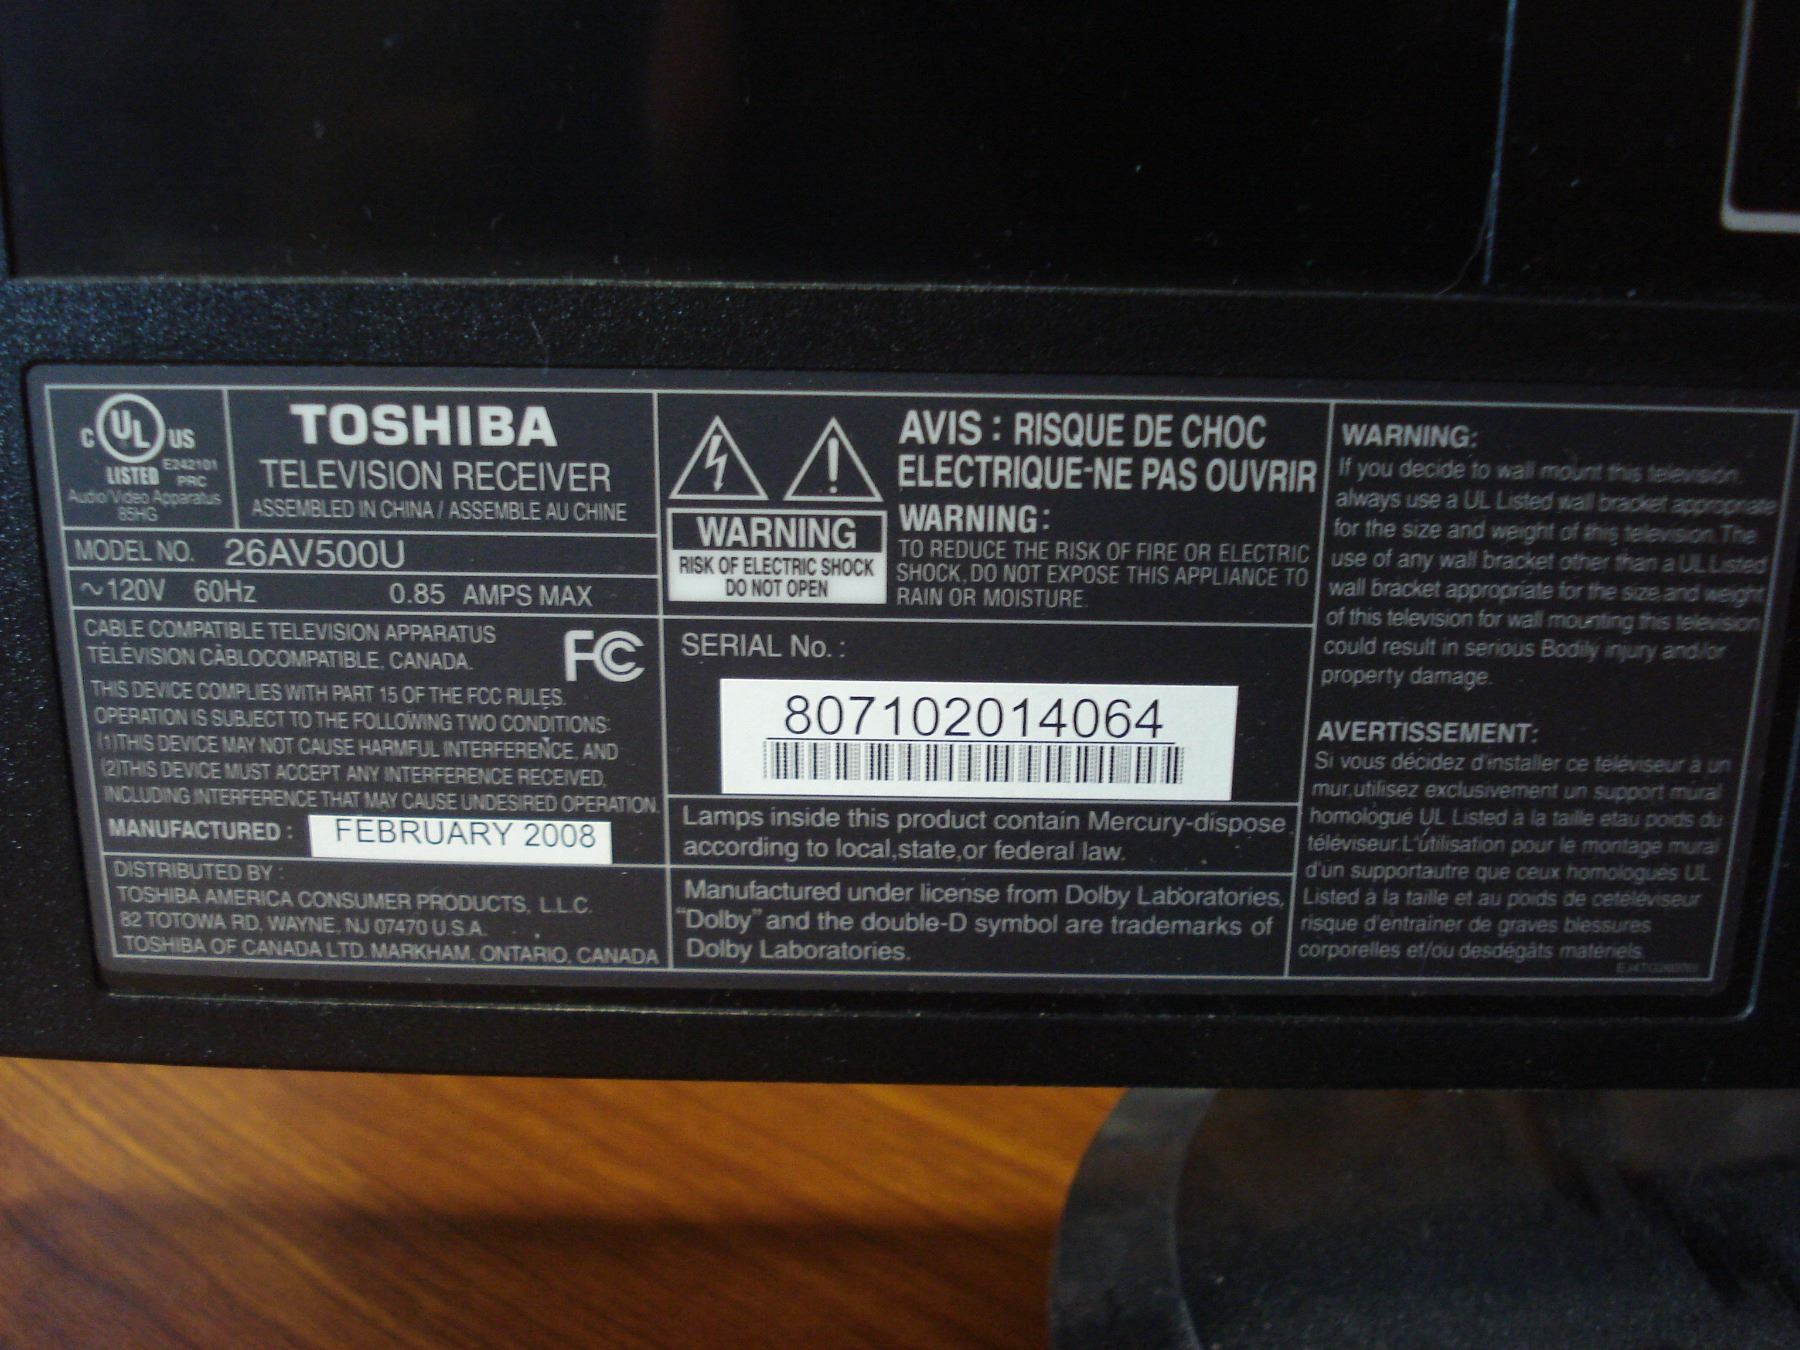 C UL US
LISTED E242101
PRC
Audio/Video Apparatus
85HG
TOSHIBA
TELEVISION RECEIVER
ASSEMBLED IN CHINA / ASSEMBLE AU CHINE
MODEL NO. 26AV500U
~120V 60Hz 0.85 AMPS MAX
CABLE COMPATIBLE TELEVISION APPARATUS
TÉLÉVISION CÂBLOCOMPATIBLE, CANADA.
FC
THIS DEVICE COMPLIES WITH PART 15 OF THE FCC RULES.
OPERATION IS SUBJECT TO THE FOLLOWING TWO CONDITIONS:
(1)THIS DEVICE MAY NOT CAUSE HARMFUL INTERFERENCE, AND
(2)THIS DEVICE MUST ACCEPT ANY INTERFERENCE RECEIVED,
INCLUDING INTERFERENCE THAT MAY CAUSE UNDESIRED OPERATION.
MANUFACTURED : FEBRUARY 2008
DISTRIBUTED BY :
TOSHIBA AMERICA CONSUMER PRODUCTS, L.L.C.
82 TOTOWA RD. WAYNE, NJ 07470 U.S.A.
TOSHIBA OF CANADA LTD. MARKHAM, ONTARIO, CANADA
WARNING
RISK OF ELECTRIC SHOCK
DO NOT OPEN
AVIS : RISQUE DE CHOC
ELECTRIQUE-NE PAS OUVRIR
WARNING:
TO REDUCE THE RISK OF FIRE OR ELECTRIC
SHOCK, DO NOT EXPOSE THIS APPLIANCE TO
RAIN OR MOISTURE.
SERIAL No. :
807102014064
Lamps inside this product contain Mercury-dispose
according to local,state,or federal law.
Manufactured under license from Dolby Laboratories,
"Dolby" and the double-D symbol are trademarks of
Dolby Laboratories.
WARNING:
If you decide to wall mount this television,
always use a UL Listed wall bracket appropriate
for the size and weight of this television.The
use of any wall bracket other than a UL Listed
wall bracket appropriate for the size and weight
of this television for wall mounting this television
could result in serious Bodily injury and/or
property damage.
AVERTISSEMENT:
Si vous décidez d'installer ce téléviseur à un
mur,utilisez exclusivement un support mural
homologué UL Listed à la taille etau poids du
téléviseur.L'utilisation pour le montage mural
d'un supportautre que ceux homologués UL
Listed à la taille et au poids de cetéléviseur
risque d'entraîner de graves blessures
corporelles et/ou desdégâts matériels.